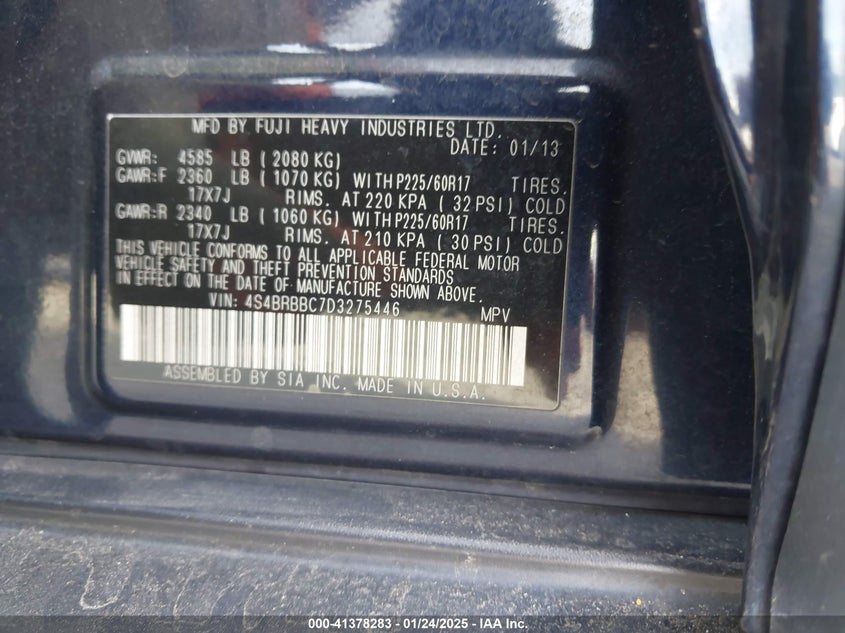 MFD BY FUJI HEAVY INDUSTRIES LTD.
DATE: 01/13
GVWR: 4585 LB ( 2080 KG)
GAWR:F 2360 LB ( 1070 KG) WITH P225/60R17 TIRES.
17X7J RIMS. AT 220 KPA ( 32 PSI) COLD
GAWR:R 2340 LB ( 1060 KG) WITH P225/60R17 TIRES.
17X7J RIMS. AT 210 KPA ( 30 PSI) COLD
THIS VEHICLE CONFORMS TO ALL APPLICABLE FEDERAL MOTOR
VEHICLE SAFETY AND THEFT PREVENTION STANDARDS
IN EFFECT ON THE DATE OF MANUFACTURE SHOWN ABOVE.
VIN: 4S4BRBBC7D3275446 MPV
ASSEMBLED BY SIA INC. MADE IN U.S.A.
000-41378283 - 01/24/2025 - IAA Inc.